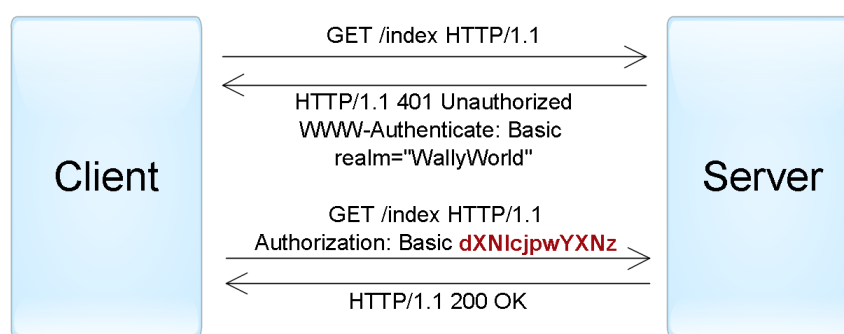 GET /index HTTP/1.1
HTTP/1.1 401 Unauthorized
WWW-Authenticate: Basic
realm="WallyWorld"
Client
Server
GET /index HTTP/1.1
Authorization: Basic dXNlcjpwYXNz
HTTP/1.1 200 OK